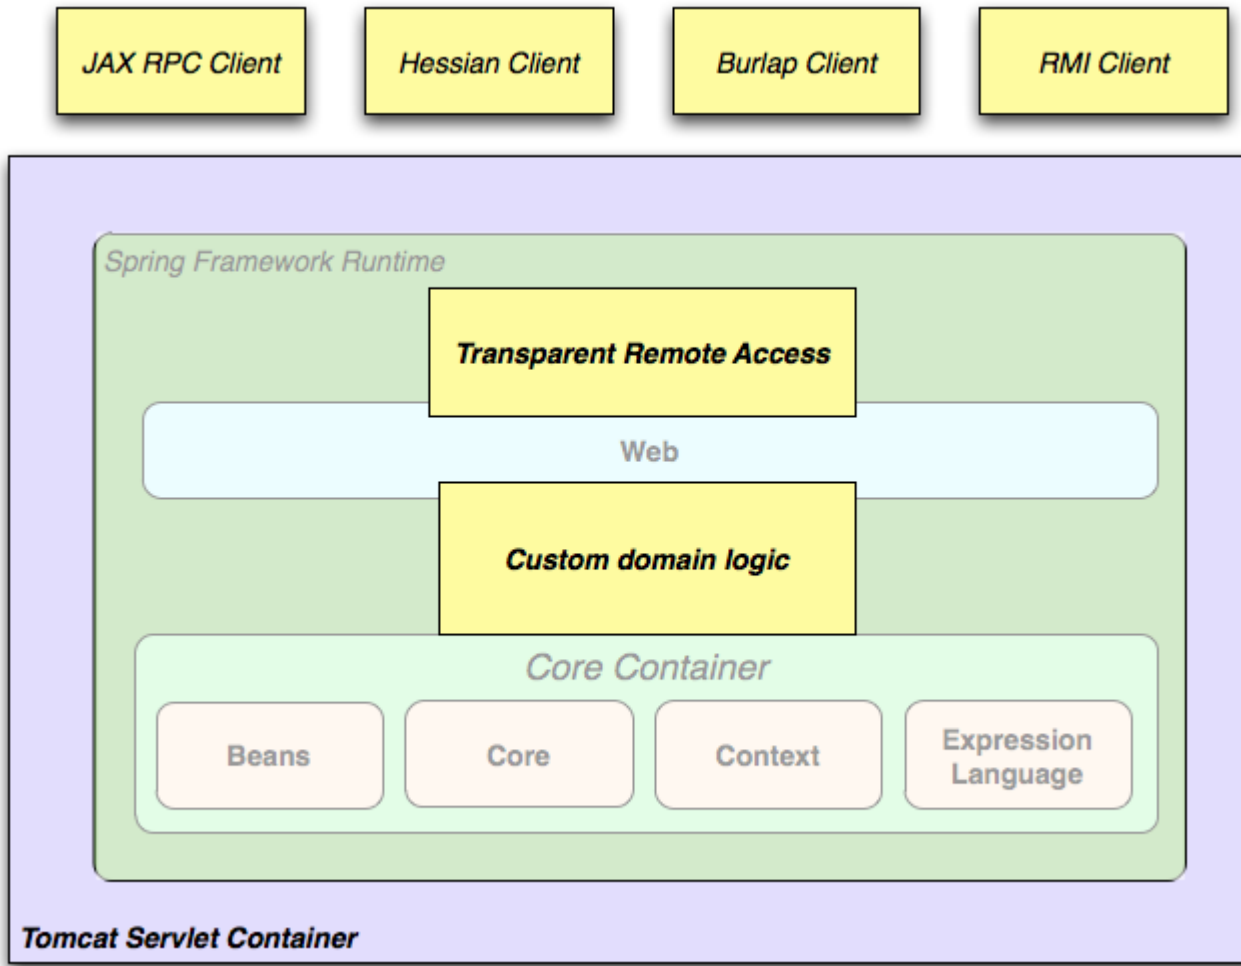 JAX RPC Client
Hessian Client
Burlap Client
RMI Client
Spring Framework Runtime
Transparent Remote Access
Web
Custom domain logic
Core Container
Beans
Core
Context
Expression
Language
Tomcat Servlet Container